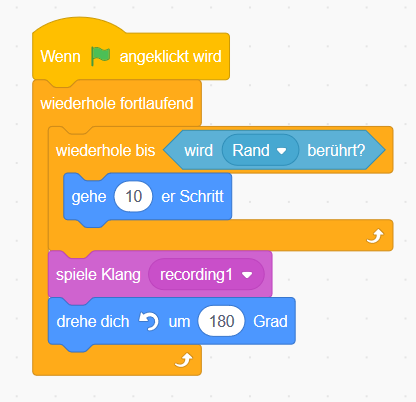 Wenn angeklickt wird
wiederhole fortlaufend
wiederhole bis wird Rand berührt?
gehe 10 er Schritt
spiele Klang recording1
drehe dich um 180 Grad